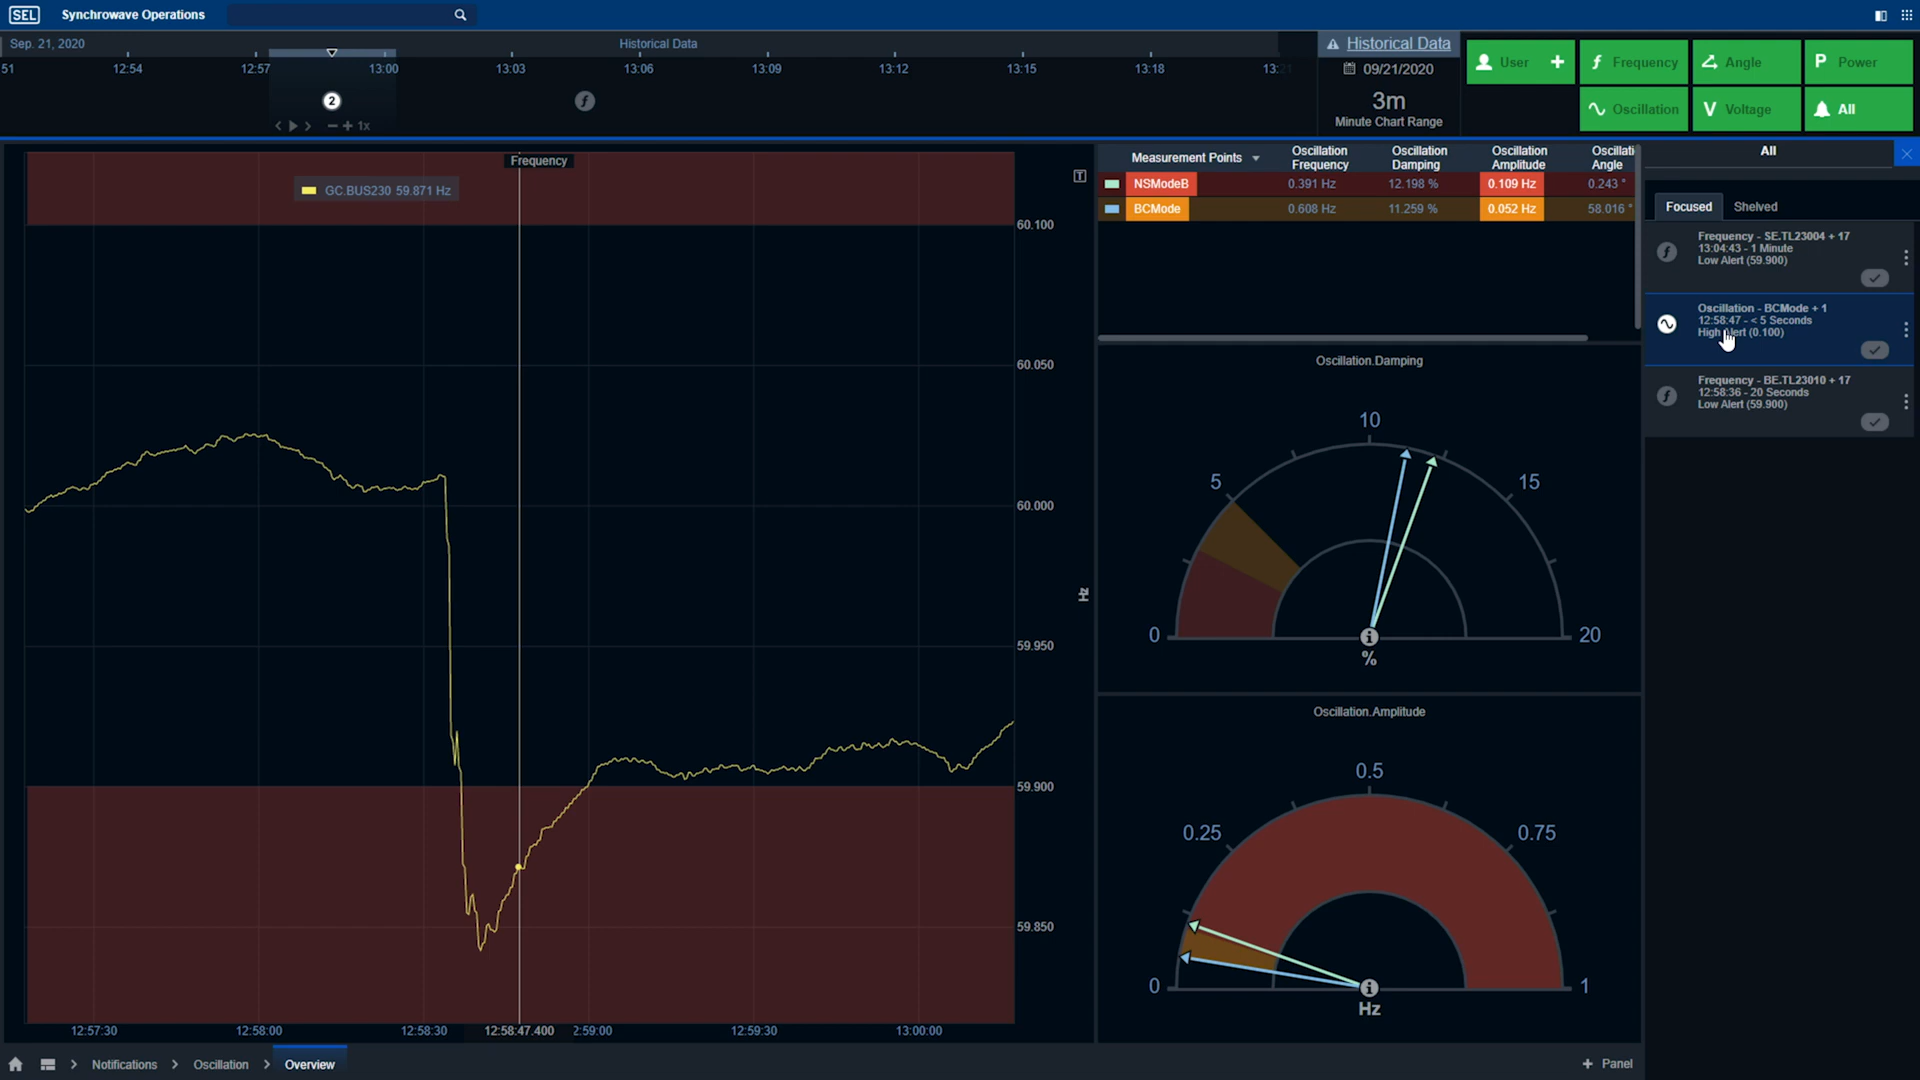 SEL Synchrowave Operations
Sep. 21, 2020
Historical Data
51 12:54 12:57 13:00 13:03 13:06 13:09 13:12 13:15 13:18
2
f
1x
Historical Data
09/21/2020
3m
Minute Chart Range
User +
f Frequency
Angle
P Power
Oscillation
V Voltage
All
Frequency
GC.BUS230 59.871 Hz
T
60.100
60.050
60.000
59.950
59.900
59.850
Hz
12:57:30 12:58:00 12:58:30 12:58:47.400 2:59:00 12:59:30 13:00:00
Measurement Points
Oscillation Frequency
Oscillation Damping
Oscillation Amplitude
Oscillati
Angle
NSModeB 0.391 Hz 12.198 % 0.109 Hz 0.243 °
BCMode 0.608 Hz 11.259 % 0.052 Hz 58.016 °
Oscillation.Damping
0
5
10
15
20
i
%
Oscillation.Amplitude
0
0.25
0.5
0.75
1
i
Hz
All
Focused Shelved
f
Frequency - SE.TL23004 + 17
13:04:43 - 1 Minute
Low Alert (59.900)
Oscillation - BCMode + 1
12:58:47 - < 5 Seconds
(0.100)
f
Frequency - BE.TL23010 + 17
12:58:36 - 20 Seconds
Low Alert (59.900)
> Notifications > Oscillation > Overview
+ Panel